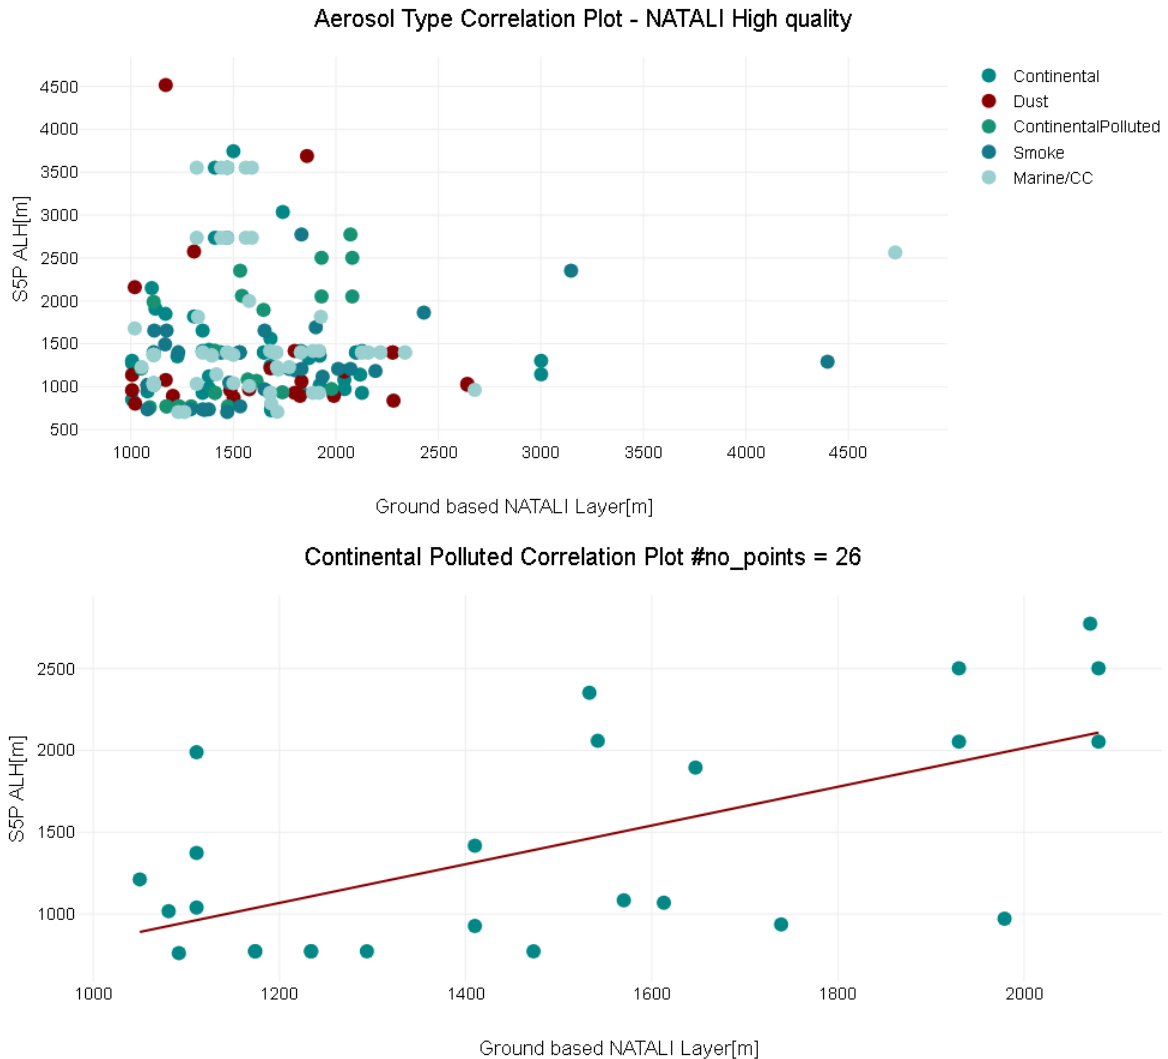 Aerosol Type Correlation Plot - NATALI High quality
4500
4000
3500
3000
2500
2000
1500
1000
500
S5P ALH[m]
1000 1500 2000 2500 3000 3500 4000 4500
Ground based NATALI Layer[m]
Continental
Dust
ContinentalPolluted
Smoke
Marine/CC
Continental Polluted Correlation Plot #no_points = 26
2500
2000
1500
1000
S5P ALH[m]
1000 1200 1400 1600 1800 2000
Ground based NATALI Layer[m]